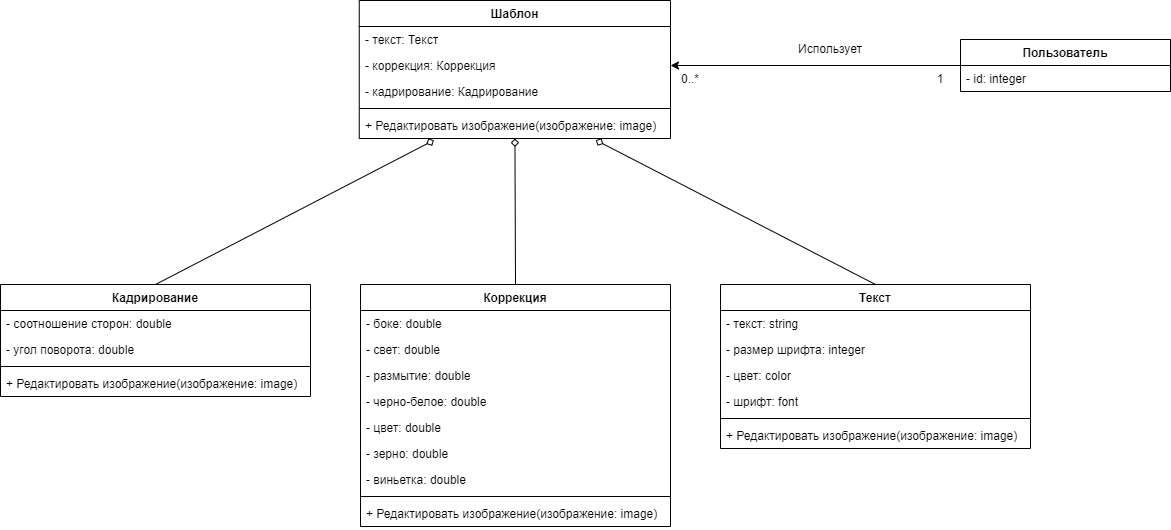 Шаблон
- текст: Текст
- коррекция: Коррекция
- кадрирование: Кадрирование
+ Редактировать изображение(изображение: image)
Использует
0..*
1
Пользователь
- id: integer
Кадрирование
- соотношение сторон: double
- угол поворота: double
+ Редактировать изображение(изображение: image)
Коррекция
- боке: double
- свет: double
- размытие: double
- черно-белое: double
- цвет: double
- зерно: double
- виньетка: double
+ Редактировать изображение(изображение: image)
Текст
- текст: string
- размер шрифта: integer
- цвет: color
- шрифт: font
+ Редактировать изображение(изображение: image)